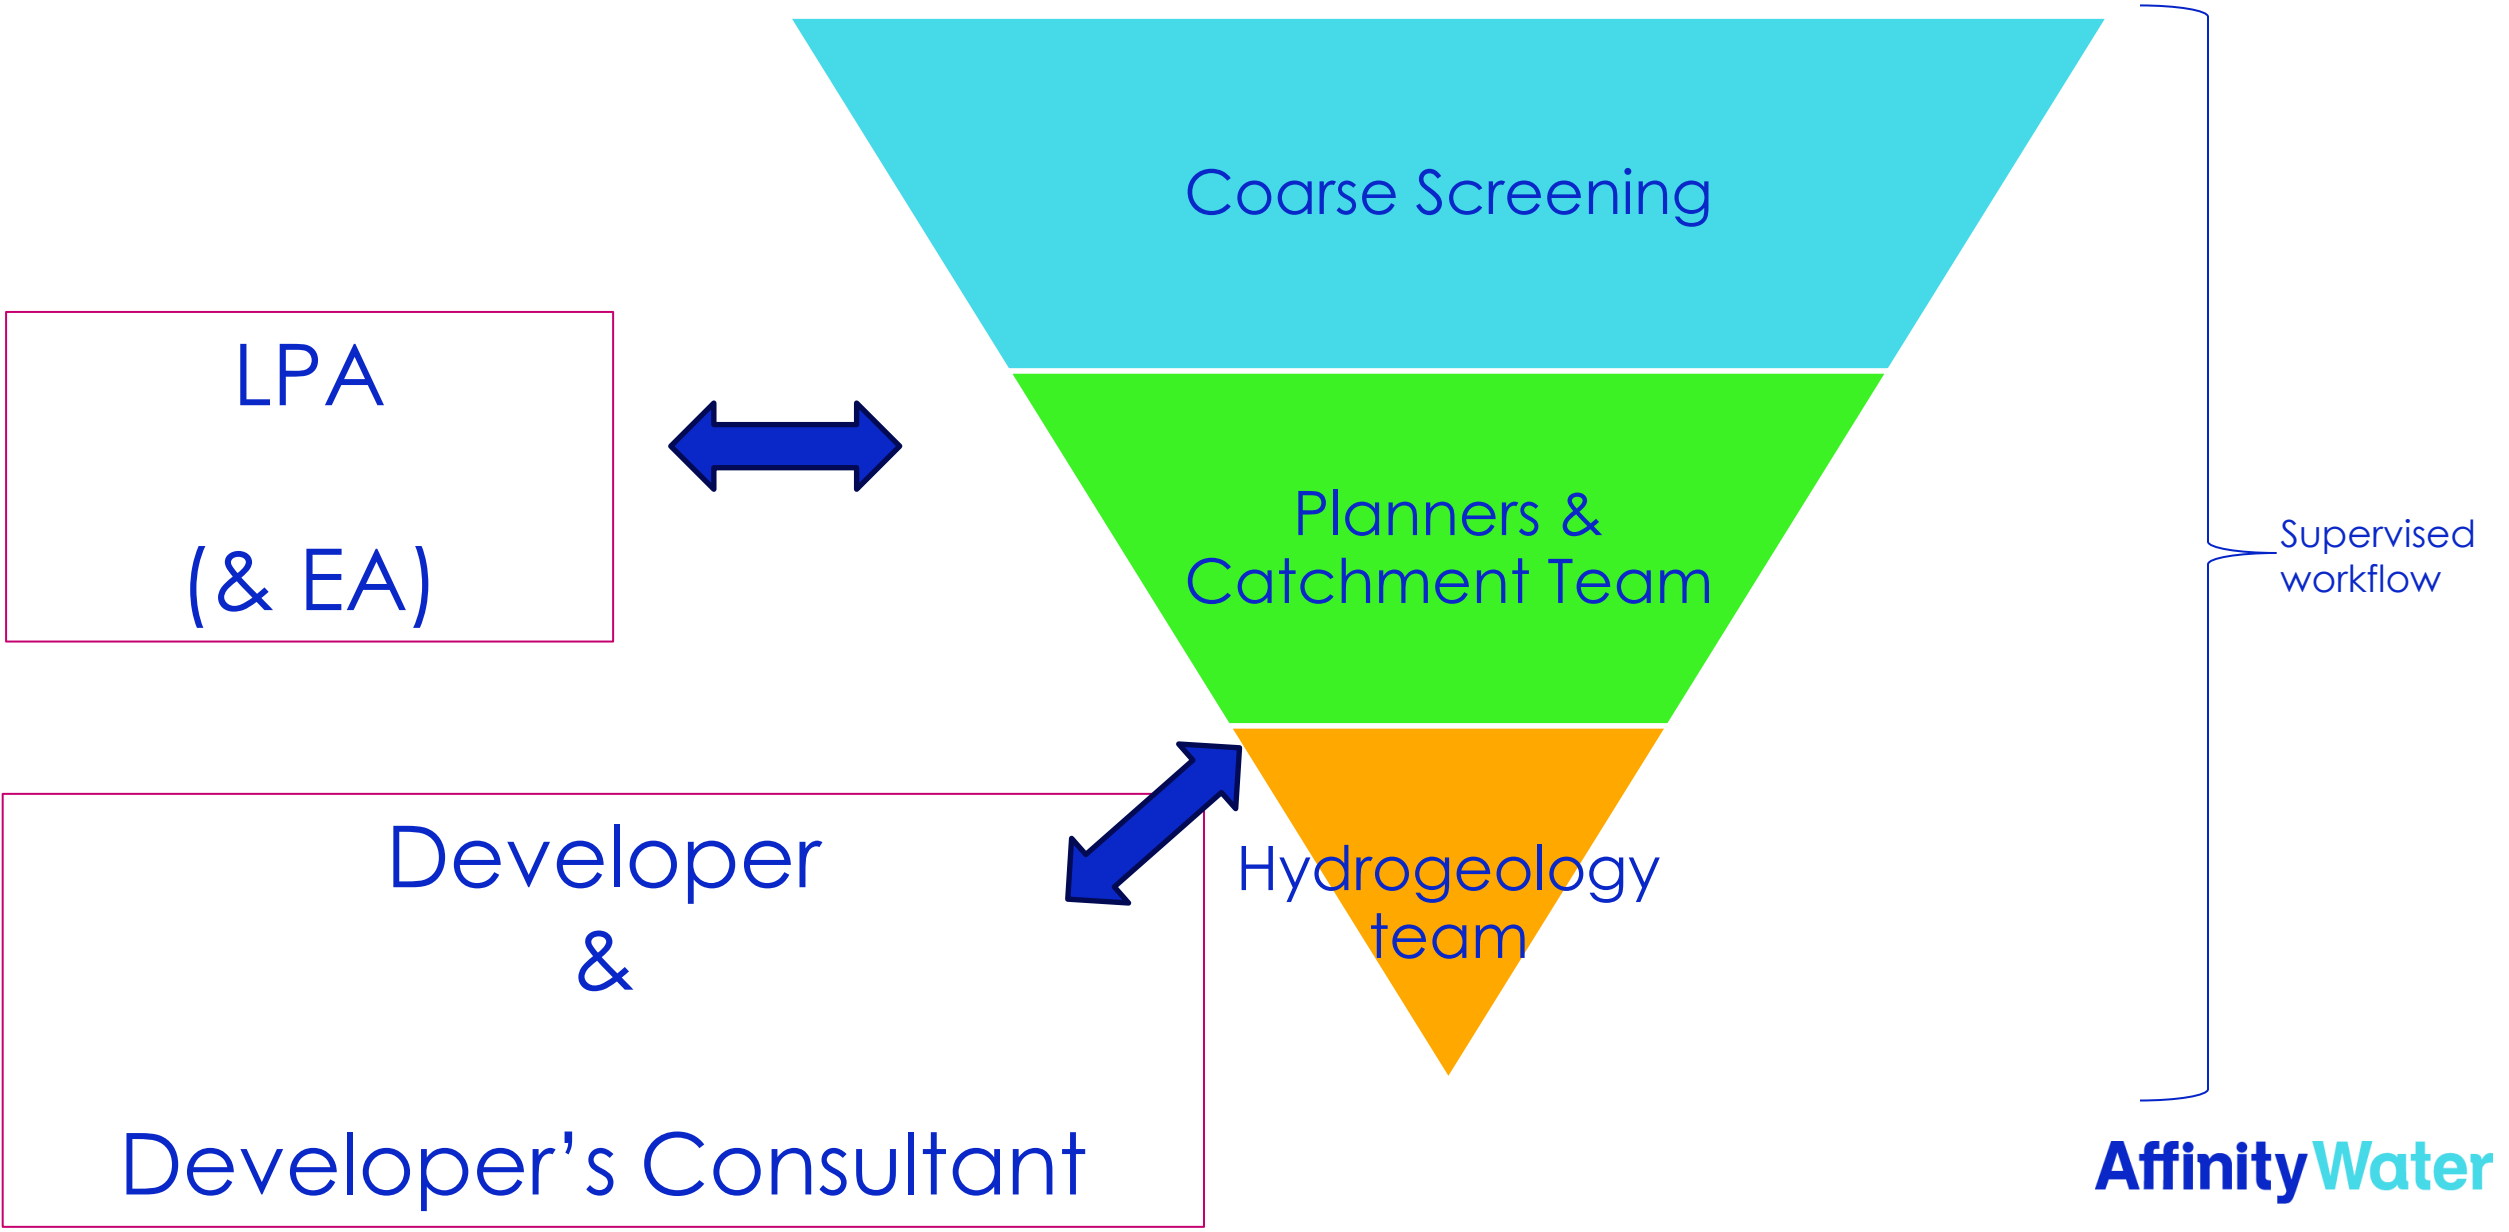 Coarse Screening
LPA
(& EA)
Planners &
Catchment Team
Supervised
workflow
Developer
&
Developer’s Consultant
Hydrogeology
team
AffinityWater